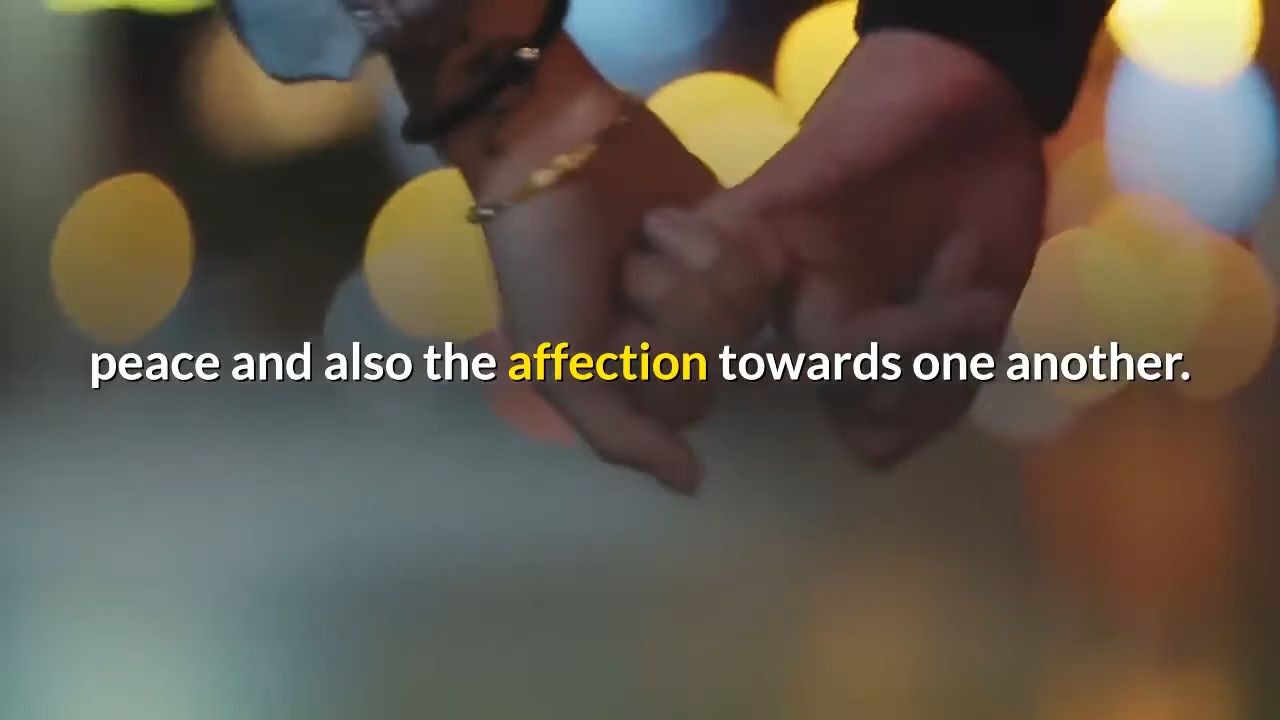 peace and also the affection towards one another.